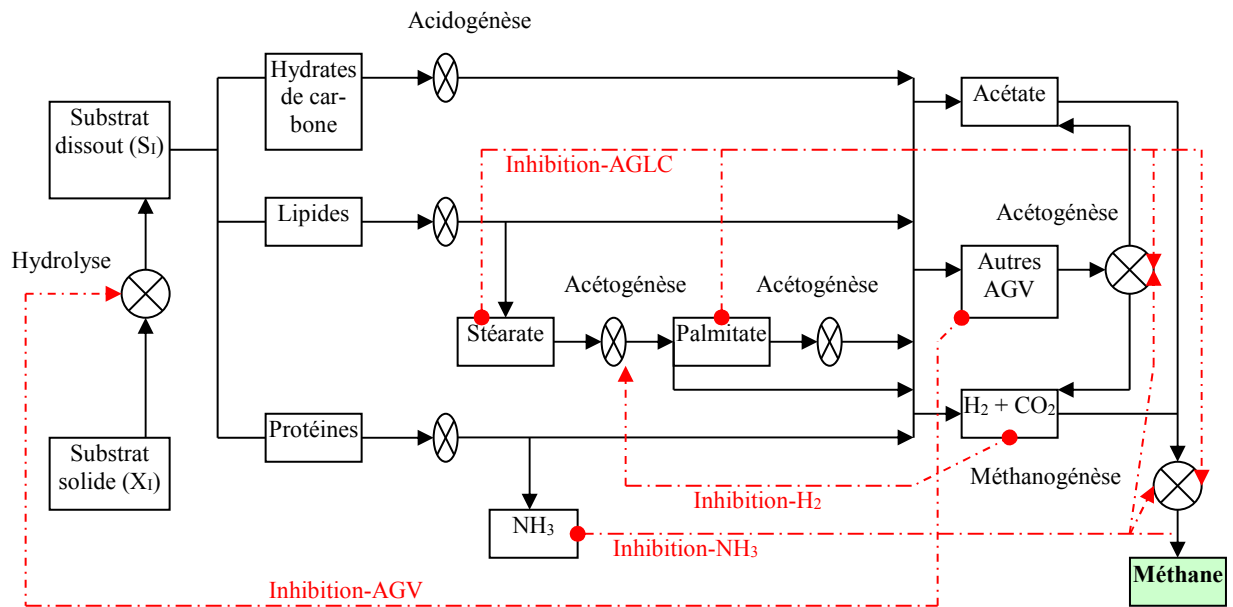 Acidogénèse
Hydrates
de car-
bone
Acétate
Substrat
dissout (SI)
Inhibition-AGLC
Lipides
Acétogénèse
Hydrolyse
Autres
AGV
Acétogénèse
Acétogénèse
Stéarate
Palmitate
H2 + CO2
Protéines
Substrat
solide (XI)
Méthanogénèse
Inhibition-H2
NH3
Inhibition-NH3
Méthane
Inhibition-AGV